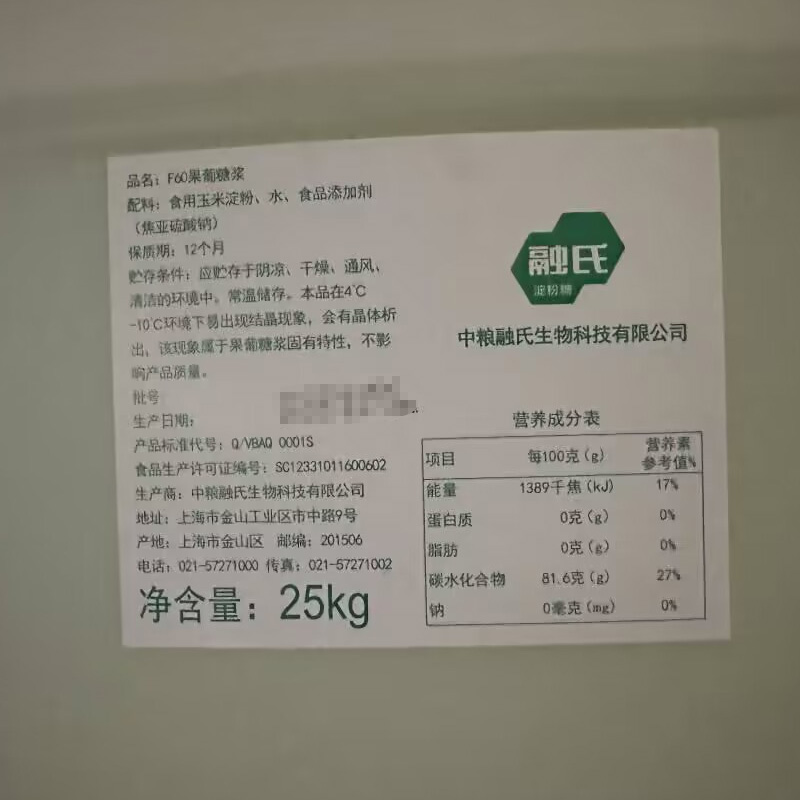 品名：F60果葡糖浆
配料：食用玉米淀粉、水、食品添加剂
（焦亚硫酸钠）
保质期：12个月
贮存条件：应贮存于阴凉、干燥、通风、
清洁的环境中。常温储存。本品在4℃
-10℃环境下易出现结晶现象，会有晶体析
出，该现象属于果葡糖浆固有特性，不影
响产品质量。
批号
生产日期：
产品标准代号：Q/VBAQ 0001S
食品生产许可证编号：SC12331011600602
生产商：中粮融氏生物科技有限公司
地址：上海市金山工业区市中路9号
产地：上海市金山区 邮编：201506
电话：021-57271000 传真：021-57271002
净含量：25kg
融氏
淀粉糖
中粮融氏生物科技有限公司
营养成分表
项目 每100克(g) 营养素参考值%
能量 1389千焦(kJ) 17%
蛋白质 0克(g) 0%
脂肪 0克(g) 0%
碳水化合物 81.6克(g) 27%
钠 0毫克(mg) 0%